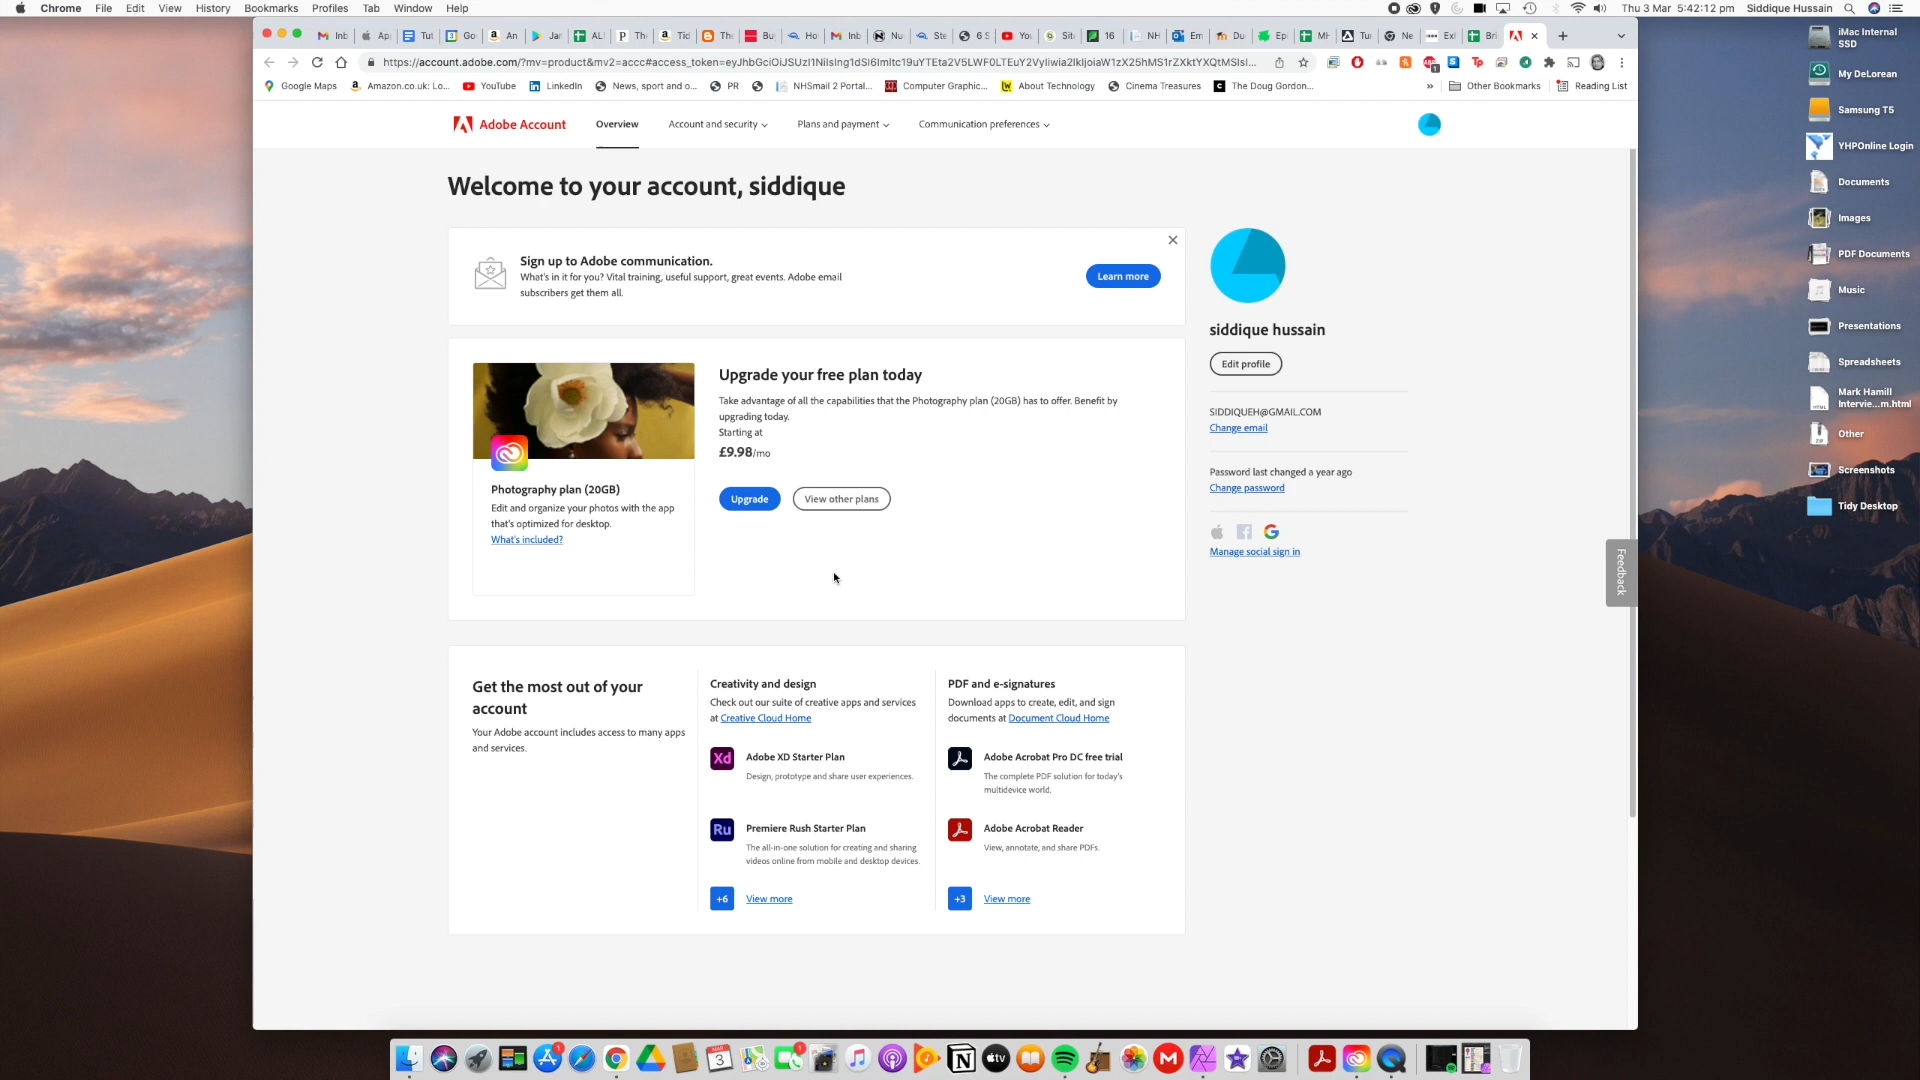 Chrome File Edit View History Bookmarks Profiles Tab Window Help
Thu 3 Mar 5:42:12 pm Siddique Hussain
https://account.adobe.com/?mv=product&mv2=accc#access_token=
Google Maps Amazon.co.uk: Lo... YouTube LinkedIn News, sport and o... PR NHSmail 2 Portal... Computer Graphic... About Technology Cinema Treasures The Doug Gordon... » Other Bookmarks Reading List
Adobe Account Overview Account and security Plans and payment Communication preferences
Welcome to your account, siddique
Sign up to Adobe communication.
What's in it for you? Vital training, useful support, great events. Adobe email
subscribers get them all.
Learn more
Upgrade your free plan today
Take advantage of all the capabilities that the Photography plan (20GB) has to offer. Benefit by
upgrading today.
Starting at
£9.98/mo
Upgrade View other plans
Photography plan (20GB)
Edit and organize your photos with the app
that's optimized for desktop.
What's included?
siddique hussain
Edit profile
SIDDIQUEH@GMAIL.COM
Change email
Password last changed a year ago
Change password
Manage social sign in
Feedback
Get the most out of your
account
Your Adobe account includes access to many apps
and services.
Creativity and design
Check out our suite of creative apps and services
at Creative Cloud Home
Xd Adobe XD Starter Plan
Design, prototype and share user experiences.
Ru Premiere Rush Starter Plan
The all-in-one solution for creating and sharing
videos online from mobile and desktop devices.
+6 View more
PDF and e-signatures
Download apps to create, edit, and sign
documents at Document Cloud Home
Adobe Acrobat Pro DC free trial
The complete PDF solution for today's
multidevice world.
Adobe Acrobat Reader
View, annotate, and share PDFs.
+3 View more
iMac Internal
SSD
My DeLorean
Samsung T5
YHPOnline Login
Documents
Images
PDF Documents
Music
Presentations
Spreadsheets
Mark Hamill
Intervie...m.html
Other
Screenshots
Tidy Desktop